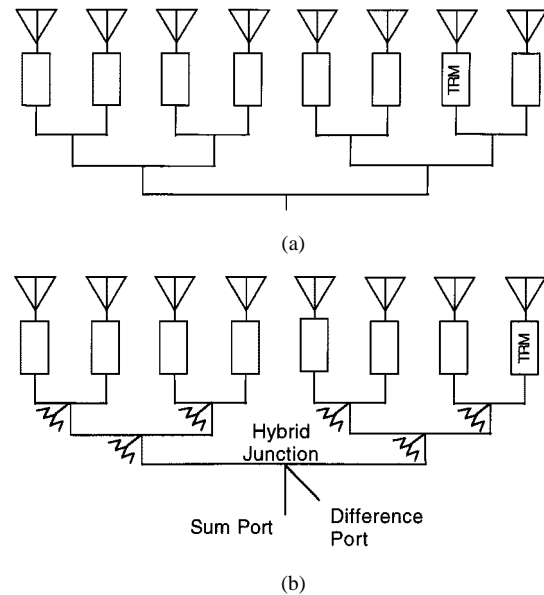 TRM
(a)
TRM
Hybrid
Junction
Sum Port
Difference
Port
(b)